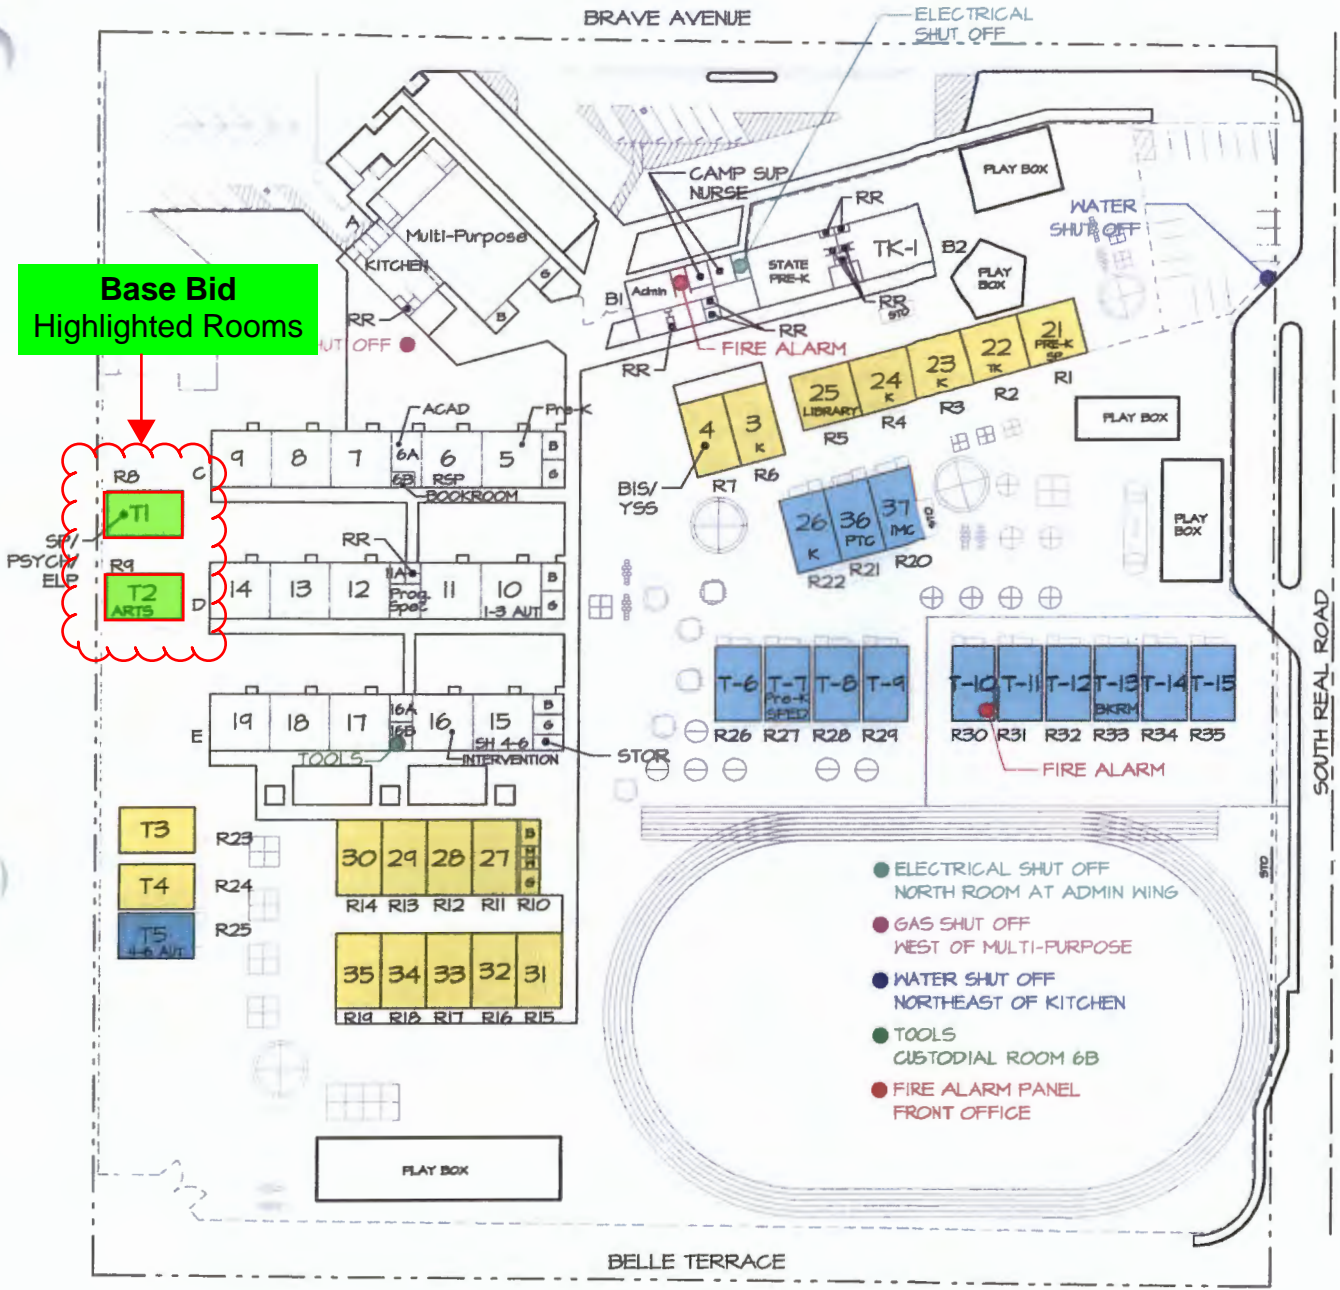 BRAVE AVENUE
ELECTRICAL
SHUT OFF
CAMP SUP
NURSE
RR
PLAY BOX
WATER
SHUT OFF
A
Multi-Purpose
KITCHEN
G
B
RR
STATE
PRE-K
TK-1
B2
PLAY
BOX
B1
Admin
RR
STO
RR
RR
FIRE ALARM
Base Bid
Highlighted Rooms
SHUT OFF
21
PRE-K
SP
R1
22
TK
R2
23
K
R3
24
K
R4
25
LIBRARY
R5
4
3
K
R6
R7
BIS/
YSS
PLAY BOX
PLAY
BOX
ACAD
Pre-K
C
9
8
7
6A
6B
6
RSP
5
B
G
BOOKROOM
R8
T1
SP/
PSYCH/
ELP
R9
T2
ARTS
RR
D
14
13
12
11A
Prog
Spec
11
10
1-3 AUT
B
G
26
K
36
PTC
37
IMC
STO
R22
R21
R20
E
19
18
17
16A
16B
16
15
SH 4-6
B
G
TOOLS
INTERVENTION
STOR
T-6
T-7
Pre-K
SPED
T-8
T-9
R26
R27
R28
R29
T-10
T-11
T-12
T-13
BKRM
T-14
T-15
R30
R31
R32
R33
R34
R35
FIRE ALARM
SOUTH REAL ROAD
T3
R23
T4
R24
T5
4-6 AUT
R25
30
29
28
27
B
M
W
G
R14
R13
R12
R11
R10
35
34
33
32
31
R19
R18
R17
R16
R15
STO
ELECTRICAL SHUT OFF
NORTH ROOM AT ADMIN WING
GAS SHUT OFF
WEST OF MULTI-PURPOSE
WATER SHUT OFF
NORTHEAST OF KITCHEN
TOOLS
CUSTODIAL ROOM 6B
FIRE ALARM PANEL
FRONT OFFICE
PLAY BOX
BELLE TERRACE